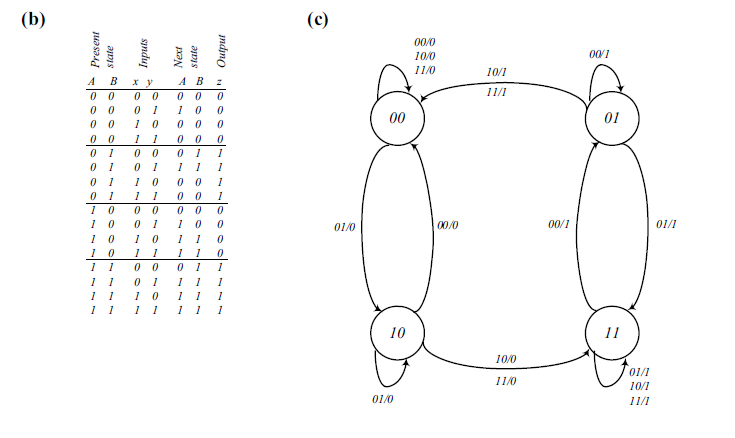 (b)
Present state Inputs Next state Output
A B x y A B z
0 0 0 0 0 0 0
0 0 0 1 1 0 0
0 0 1 0 0 0 0
0 0 1 1 0 0 0
0 1 0 0 0 1 1
0 1 0 1 1 1 1
0 1 1 0 0 0 1
0 1 1 1 0 0 1
1 0 0 0 0 0 0
1 0 0 1 1 0 0
1 0 1 0 1 1 0
1 0 1 1 1 1 0
1 1 0 0 0 1 1
1 1 0 1 1 1 1
1 1 1 0 1 1 1
1 1 1 1 1 1 1
(c)
00/0
10/0
11/0
10/1
11/1
00/1
00
01
01/0
00/0
00/1
01/1
10
11
10/0
11/0
01/0
01/1
10/1
11/1